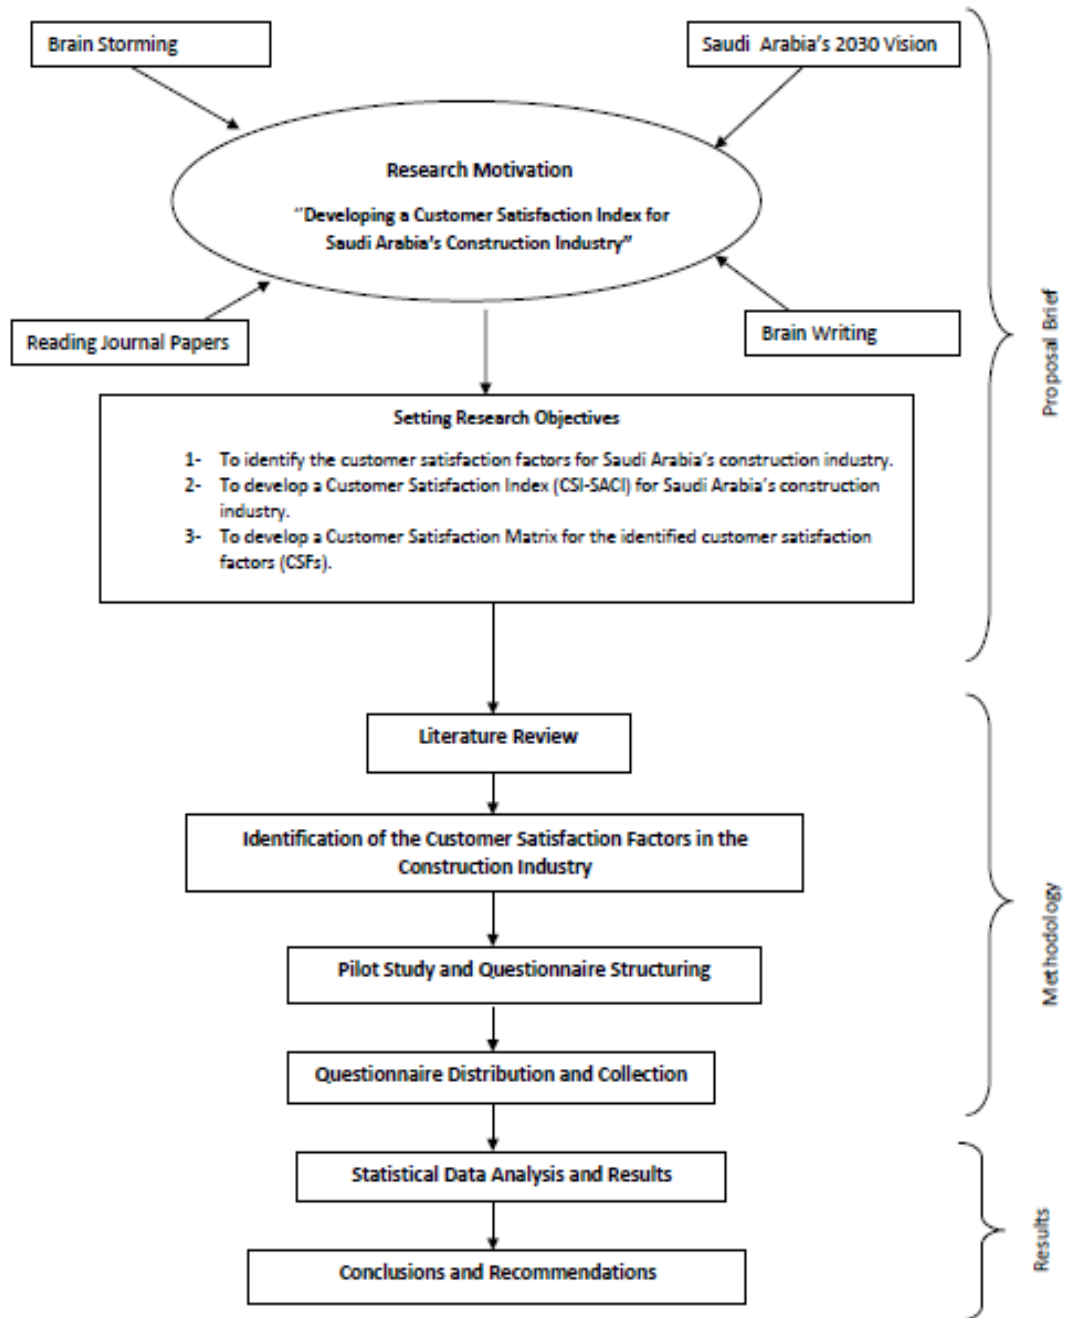 Brain Storming
Saudi Arabia's 2030 Vision
Research Motivation
"Developing a Customer Satisfaction Index for
Saudi Arabia's Construction Industry"
Reading Journal Papers
Brain Writing
Proposal Brief
Setting Research Objectives
1- To identify the customer satisfaction factors for Saudi Arabia's construction industry.
2- To develop a Customer Satisfaction Index (CSI-SACI) for Saudi Arabia's construction
industry.
3- To develop a Customer Satisfaction Matrix for the identified customer satisfaction
factors (CSFs).
Literature Review
Identification of the Customer Satisfaction Factors in the
Construction Industry
Pilot Study and Questionnaire Structuring
Methodology
Questionnaire Distribution and Collection
Statistical Data Analysis and Results
Results
Conclusions and Recommendations